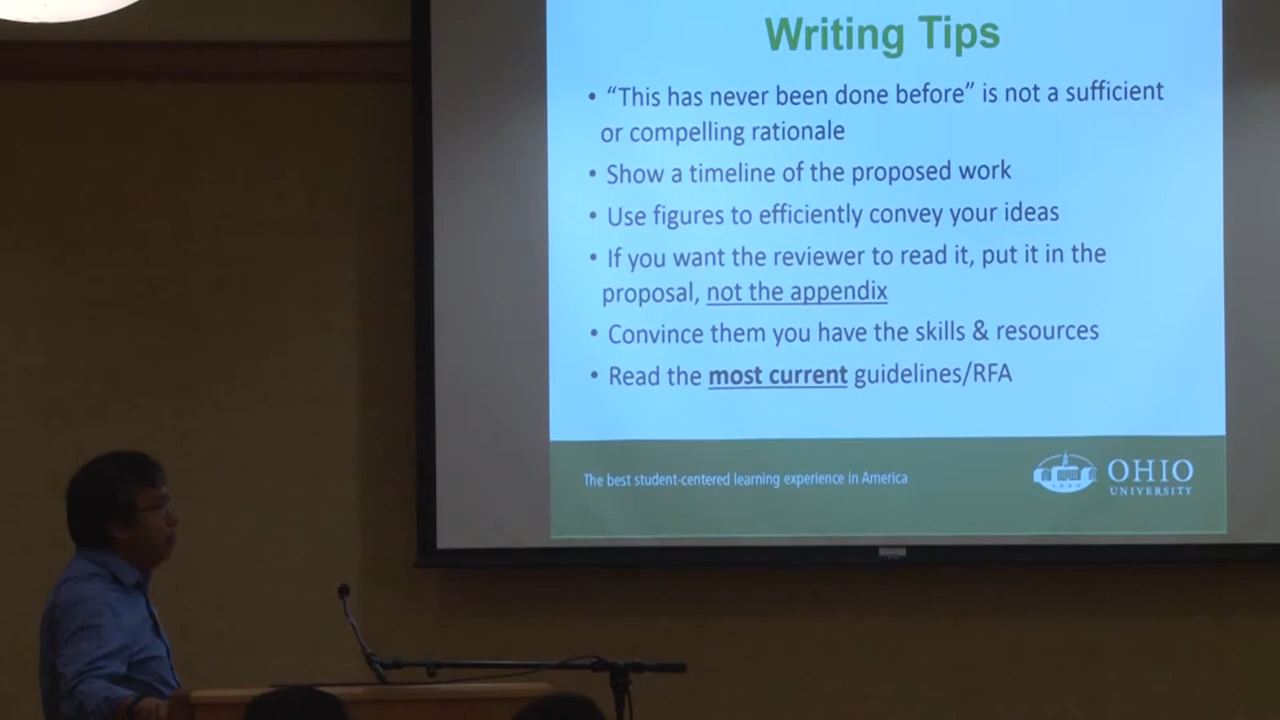 Writing Tips
• “This has never been done before” is not a sufficient
or compelling rationale
• Show a timeline of the proposed work
• Use figures to efficiently convey your ideas
• If you want the reviewer to read it, put it in the
proposal, not the appendix
• Convince them you have the skills & resources
• Read the most current guidelines/RFA
The best student-centered learning experience in America
OHIO
UNIVERSITY